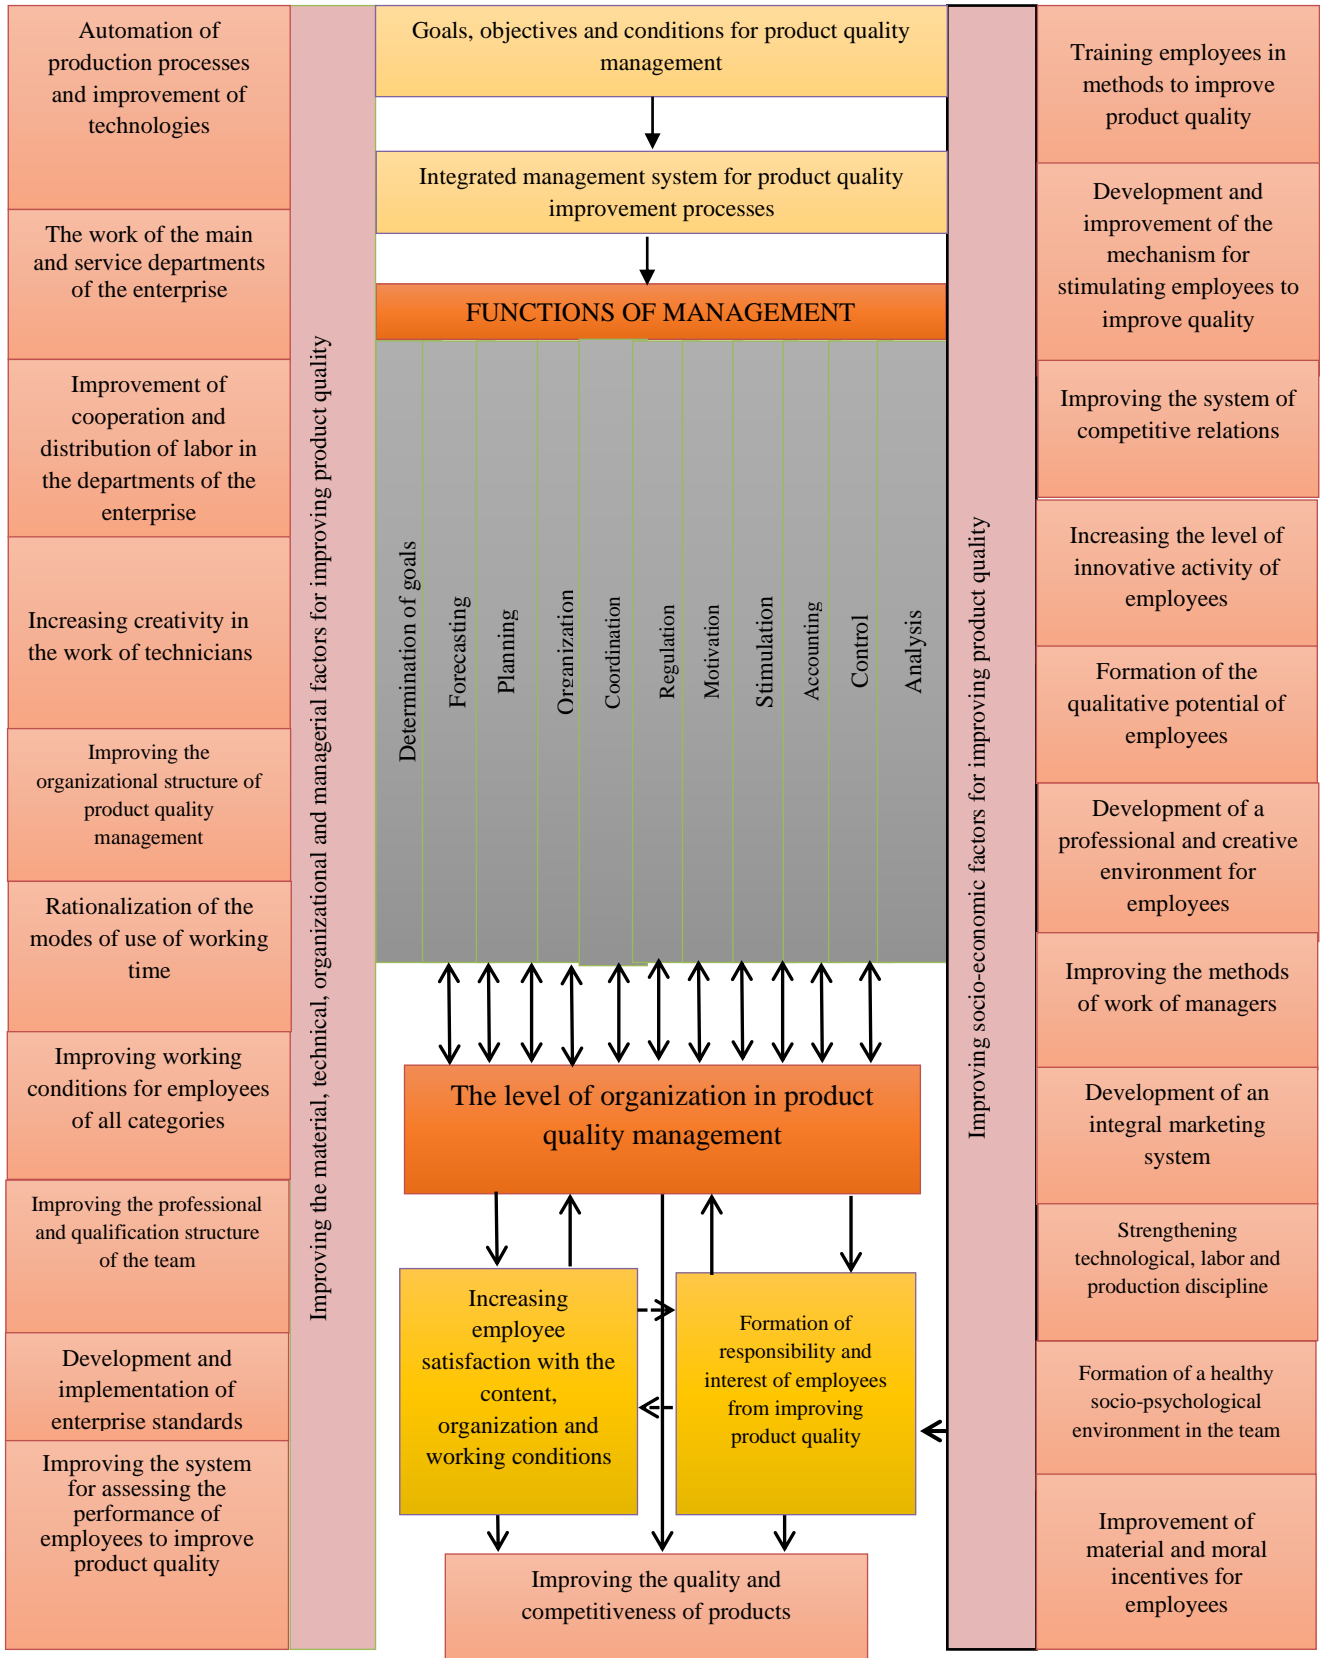 Automation of
production processes
and improvement of
technologies
The work of the main
and service departments
of the enterprise
Improvement of
cooperation and
distribution of labor in
the departments of the
enterprise
Increasing creativity in
the work of technicians
Improving the
organizational structure of
product quality
management
Rationalization of the
modes of use of working
time
Improving working
conditions for employees
of all categories
Improving the professional
and qualification structure
of the team
Development and
implementation of
enterprise standards
Improving the system
for assessing the
performance of
employees to improve
product quality
Improving the material, technical, organizational and managerial factors for improving product quality
Goals, objectives and conditions for product quality
management
Integrated management system for product quality
improvement processes
FUNCTIONS OF MANAGEMENT
Determination of goals
Forecasting
Planning
Organization
Coordination
Regulation
Motivation
Stimulation
Accounting
Control
Analysis
The level of organization in product
quality management
Increasing
employee
satisfaction with the
content,
organization and
working conditions
Formation of
responsibility and
interest of employees
from improving
product quality
Improving the quality and
competitiveness of products
Improving socio-economic factors for improving product quality
Training employees in
methods to improve
product quality
Development and
improvement of the
mechanism for
stimulating employees to
improve quality
Improving the system of
competitive relations
Increasing the level of
innovative activity of
employees
Formation of the
qualitative potential of
employees
Development of a
professional and creative
environment for
employees
Improving the methods
of work of managers
Development of an
integral marketing
system
Strengthening
technological, labor and
production discipline
Formation of a healthy
socio-psychological
environment in the team
Improvement of
material and moral
incentives for
employees